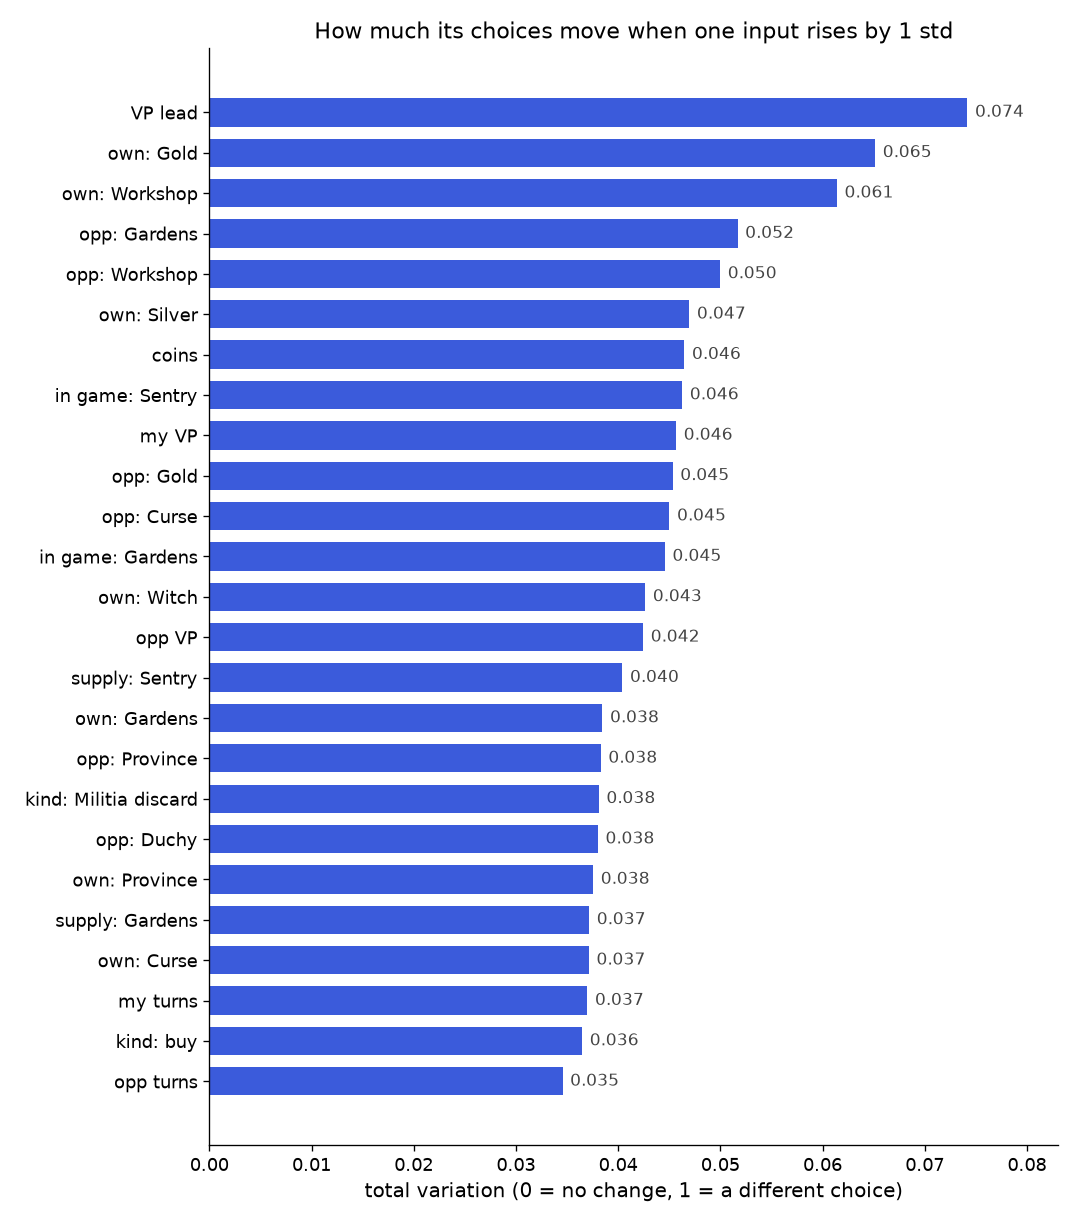 How much its choices move when one input rises by 1 std
VP lead 0.074
own: Gold 0.065
own: Workshop 0.061
opp: Gardens 0.052
opp: Workshop 0.050
own: Silver 0.047
coins 0.046
in game: Sentry 0.046
my VP 0.046
opp: Gold 0.045
opp: Curse 0.045
in game: Gardens 0.045
own: Witch 0.043
opp VP 0.042
supply: Sentry 0.040
own: Gardens 0.038
opp: Province 0.038
kind: Militia discard 0.038
opp: Duchy 0.038
own: Province 0.038
supply: Gardens 0.037
own: Curse 0.037
my turns 0.037
kind: buy 0.036
opp turns 0.035
0.00 0.01 0.02 0.03 0.04 0.05 0.06 0.07 0.08
total variation (0 = no change, 1 = a different choice)